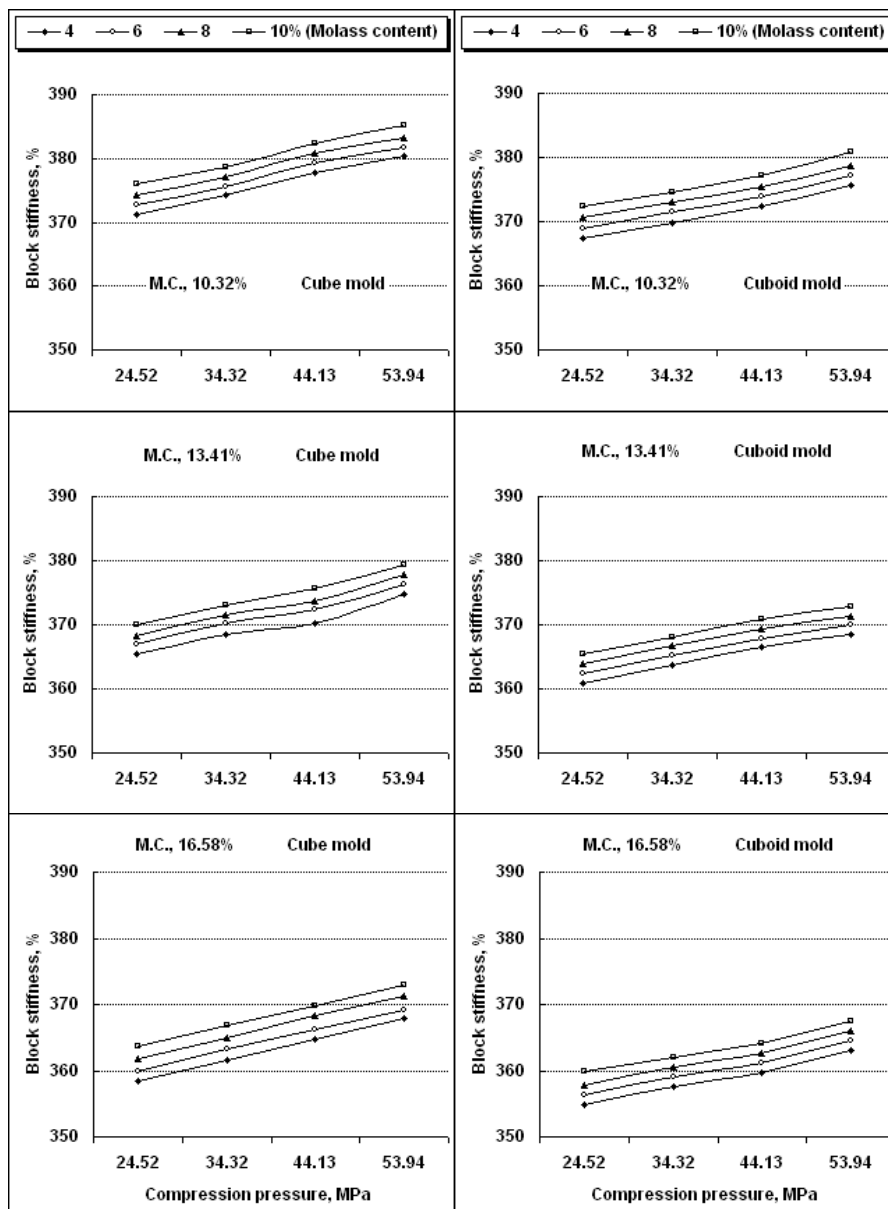 4 6 8 10% (Molass content)
390
380
370
360
350
Block stiffness, %
M.C., 10.32% Cube mold
24.52 34.32 44.13 53.94
4 6 8 10% (Molass content)
390
380
370
360
350
Block stiffness, %
M.C., 10.32% Cuboid mold
24.52 34.32 44.13 53.94
M.C., 13.41% Cube mold
390
380
370
360
350
Block stiffness, %
24.52 34.32 44.13 53.94
M.C., 13.41% Cuboid mold
390
380
370
360
350
Block stiffness, %
24.52 34.32 44.13 53.94
M.C., 16.58% Cube mold
390
380
370
360
350
Block stiffness, %
24.52 34.32 44.13 53.94
Compression pressure, MPa
M.C., 16.58% Cuboid mold
390
380
370
360
350
Block stiffness, %
24.52 34.32 44.13 53.94
Compression pressure, MPa